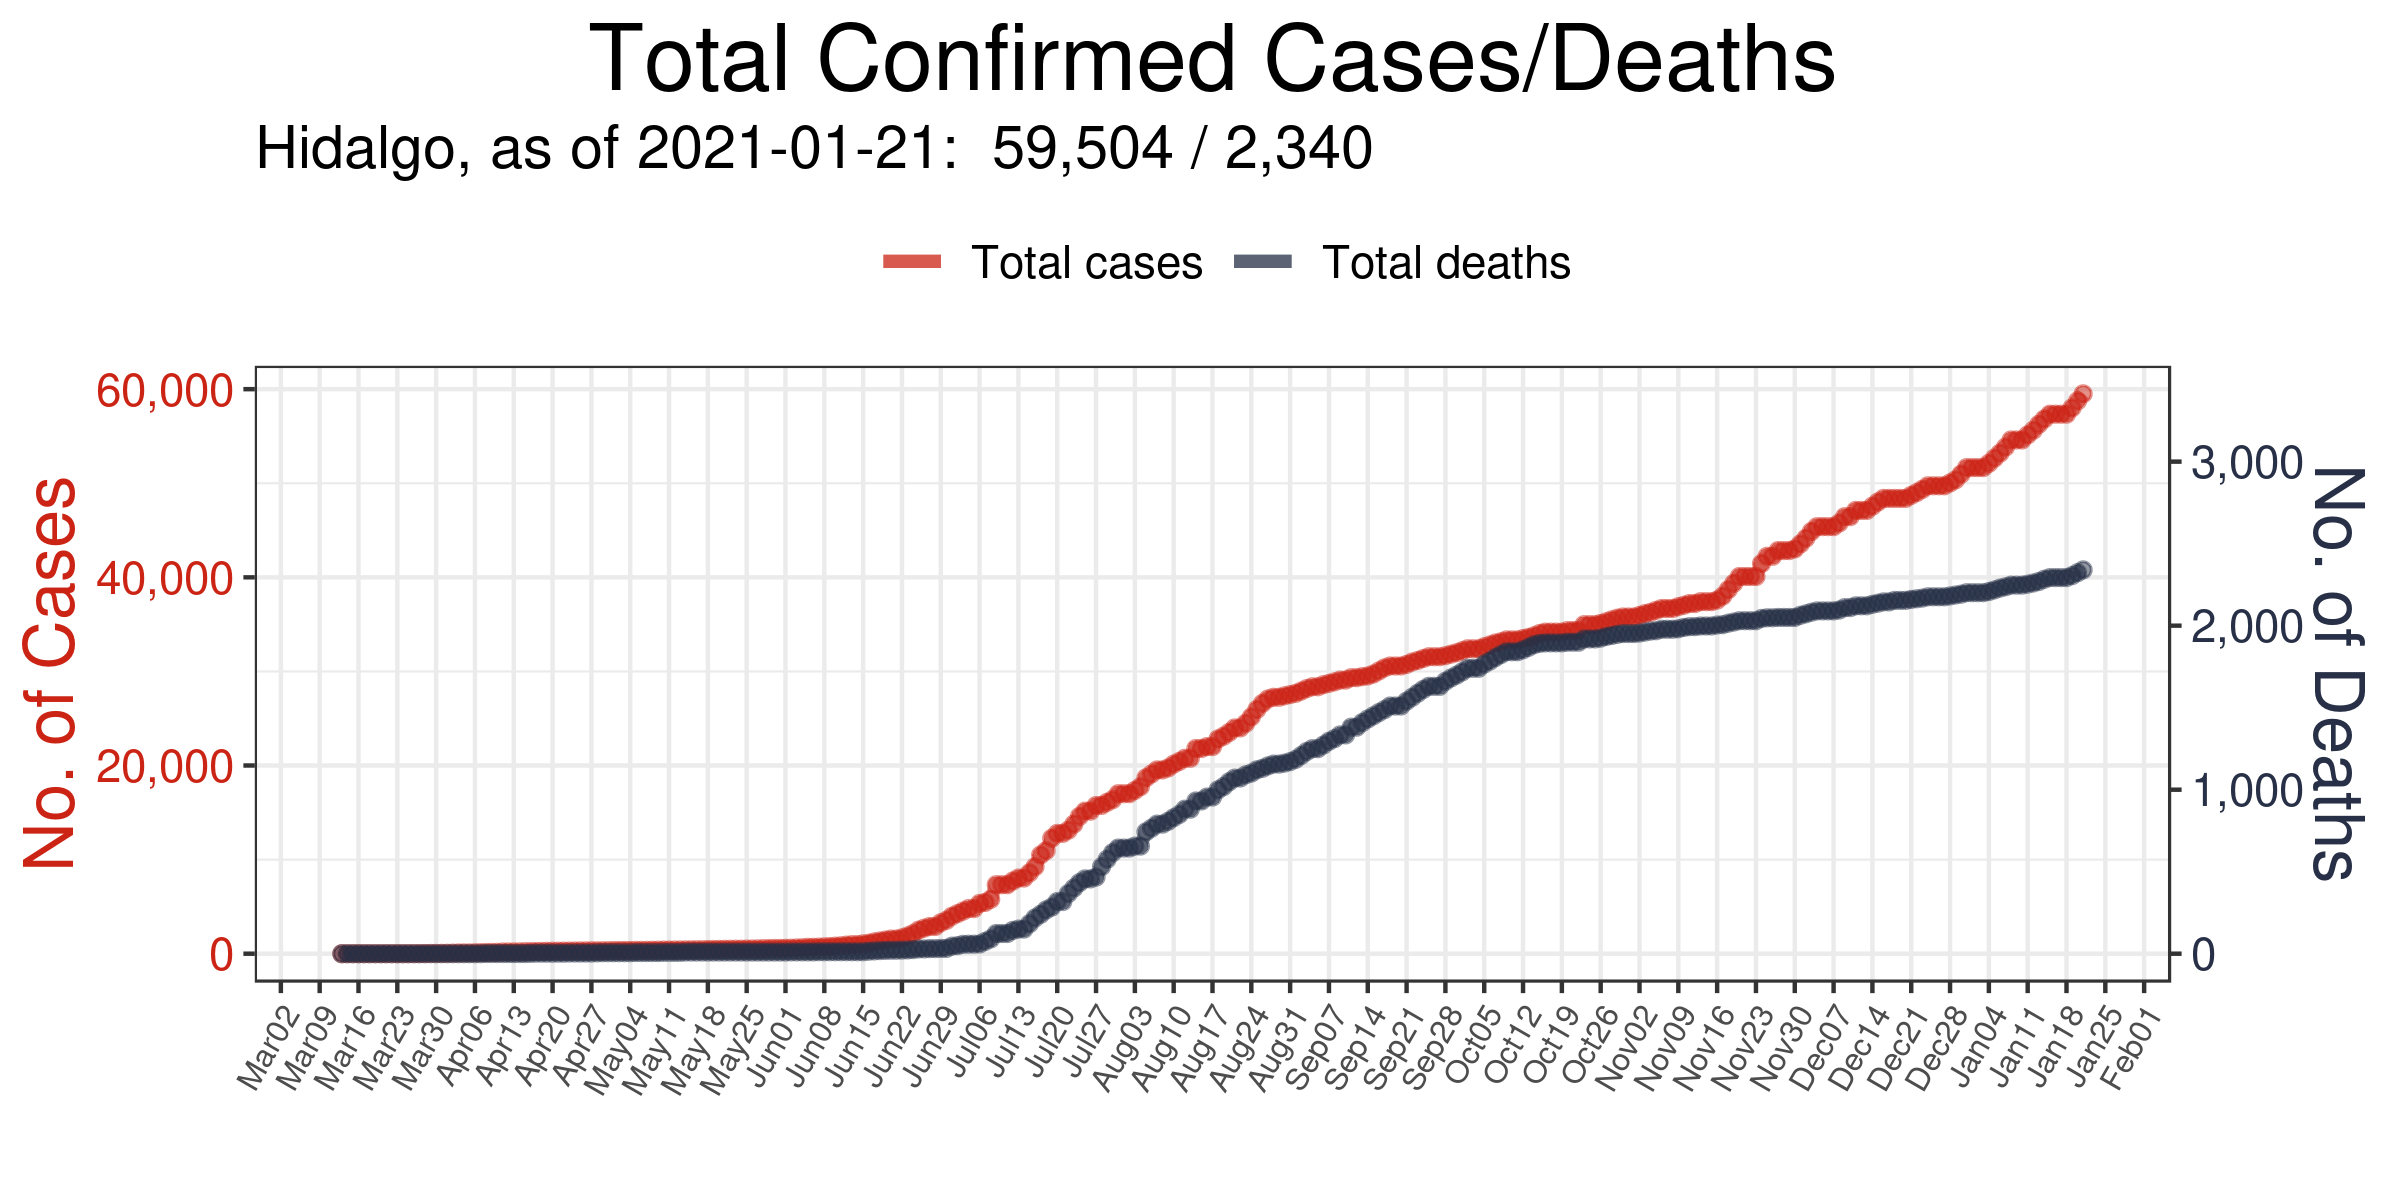 Total Confirmed Cases/Deaths
Hidalgo, as of 2021-01-21:  59,504 / 2,340
Total cases
Total deaths
No. of Cases
60,000
40,000
20,000
0
3,000
2,000
1,000
0
No. of Deaths
Mar02
Mar09
Mar16
Mar23
Mar30
Apr06
Apr13
Apr20
Apr27
May04
May11
May18
May25
Jun01
Jun08
Jun15
Jun22
Jun29
Jul06
Jul13
Jul20
Jul27
Aug03
Aug10
Aug17
Aug24
Aug31
Sep07
Sep14
Sep21
Sep28
Oct05
Oct12
Oct19
Oct26
Nov02
Nov09
Nov16
Nov23
Nov30
Dec07
Dec14
Dec21
Dec28
Jan04
Jan11
Jan18
Jan25
Feb01